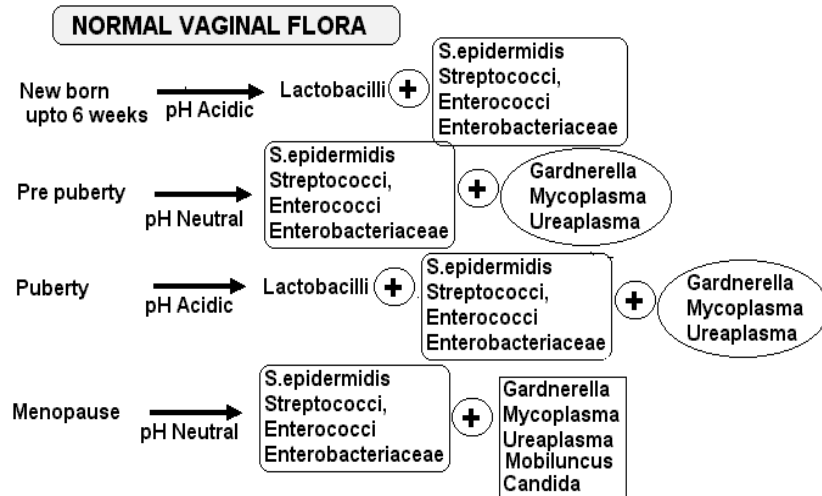 NORMAL VAGINAL FLORA
New born
upto 6 weeks
pH Acidic
Lactobacilli
+
S.epidermidis
Streptococci,
Enterococci
Enterobacteriaceae
Pre puberty
pH Neutral
S.epidermidis
Streptococci,
Enterococci
Enterobacteriaceae
+
Gardnerella
Mycoplasma
Ureaplasma
Puberty
pH Acidic
Lactobacilli
+
S.epidermidis
Streptococci,
Enterococci
Enterobacteriaceae
+
Gardnerella
Mycoplasma
Ureaplasma
Menopause
pH Neutral
S.epidermidis
Streptococci,
Enterococci
Enterobacteriaceae
+
Gardnerella
Mycoplasma
Ureaplasma
Mobiluncus
Candida